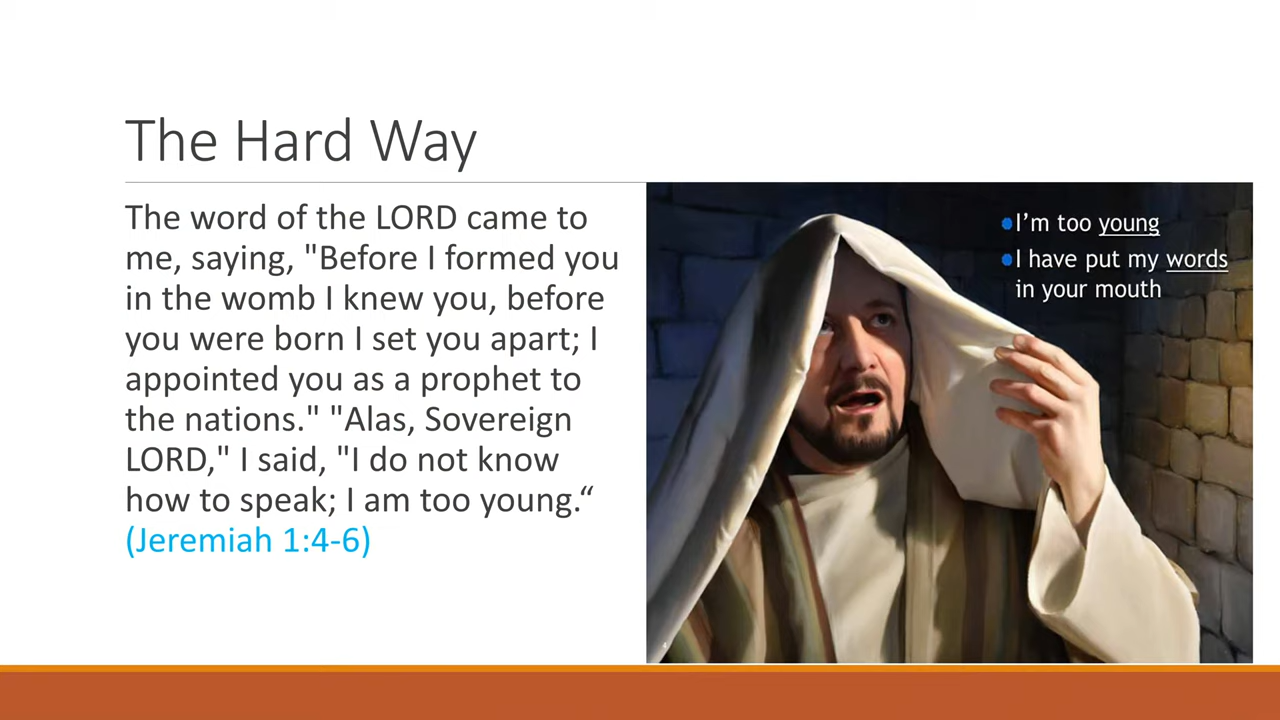 The Hard Way
The word of the LORD came to
me, saying, "Before I formed you
in the womb I knew you, before
you were born I set you apart; I
appointed you as a prophet to
the nations." "Alas, Sovereign
LORD," I said, "I do not know
how to speak; I am too young.“
(Jeremiah 1:4-6)
•I’m too young
•I have put my words
in your mouth